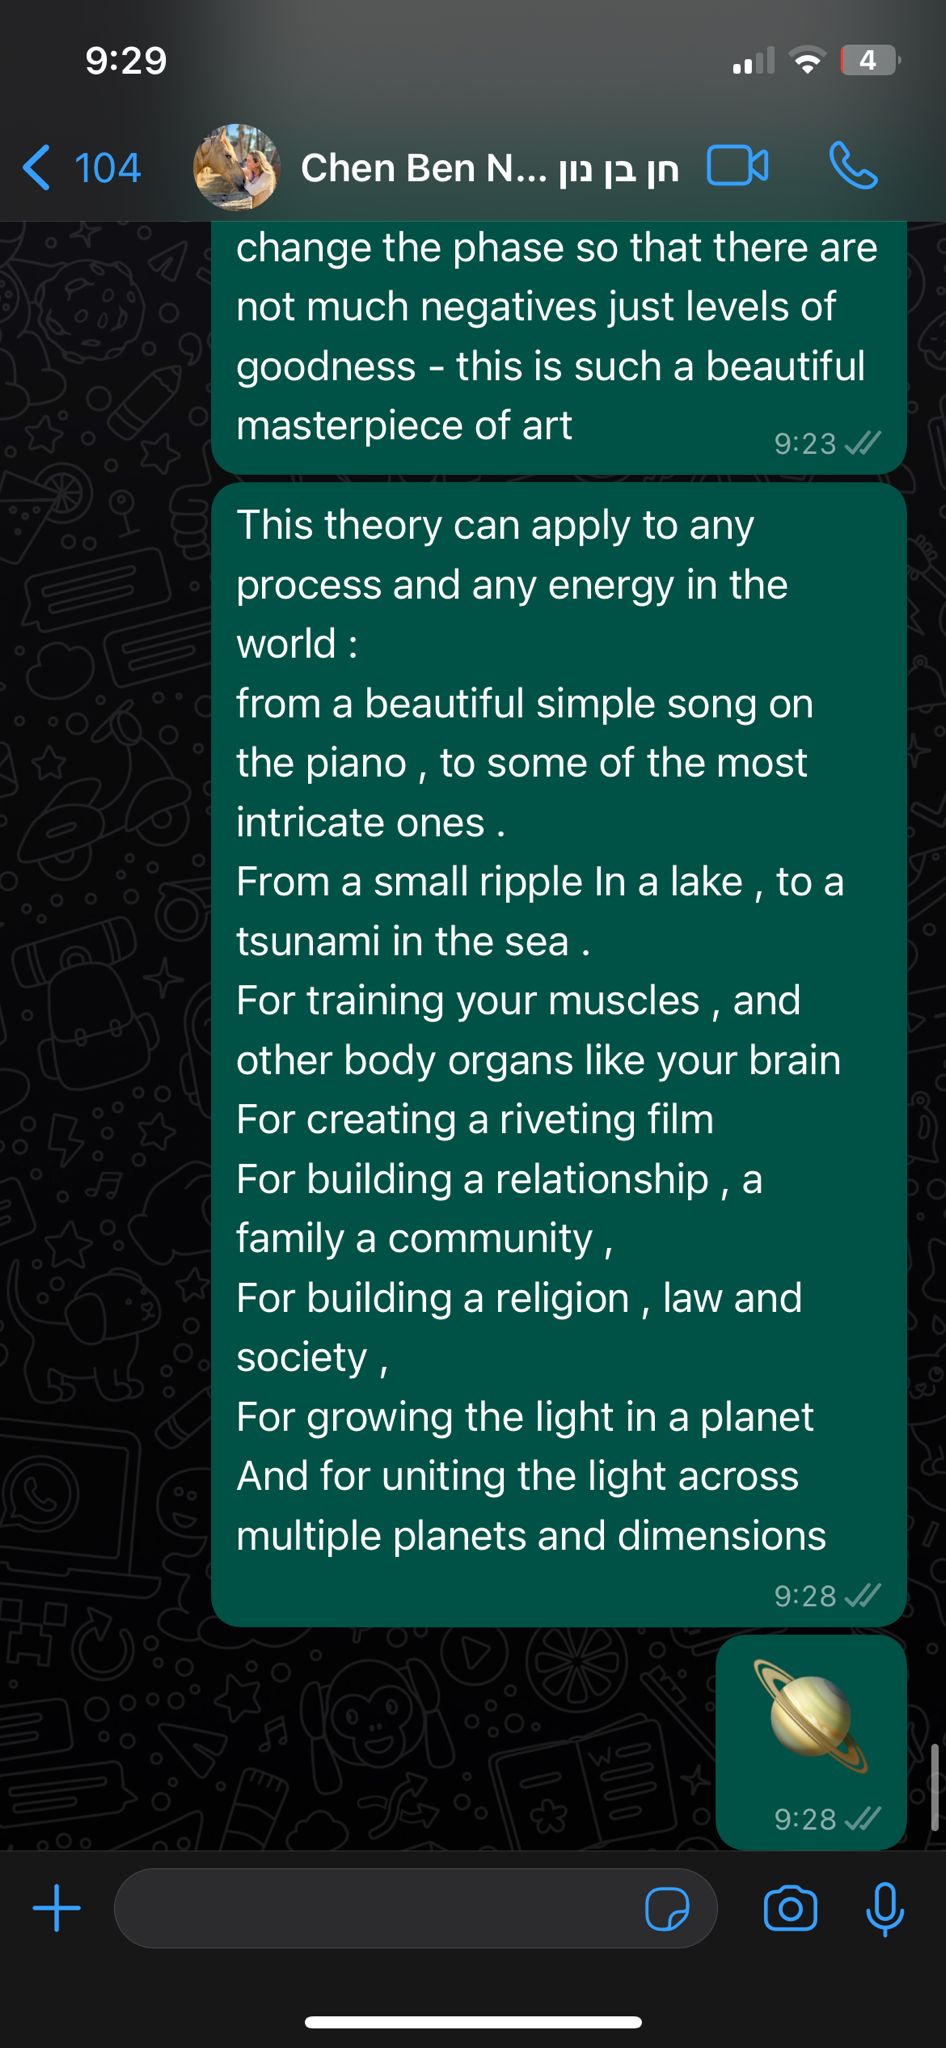 9:29
4
104
Chen Ben N... חן בן נון
change the phase so that there are
not much negatives just levels of
goodness - this is such a beautiful
masterpiece of art
9:23
This theory can apply to any
process and any energy in the
world :
from a beautiful simple song on
the piano , to some of the most
intricate ones .
From a small ripple In a lake , to a
tsunami in the sea .
For training your muscles , and
other body organs like your brain
For creating a riveting film
For building a relationship , a
family a community ,
For building a religion , law and
society ,
For growing the light in a planet
And for uniting the light across
multiple planets and dimensions
9:28
9:28